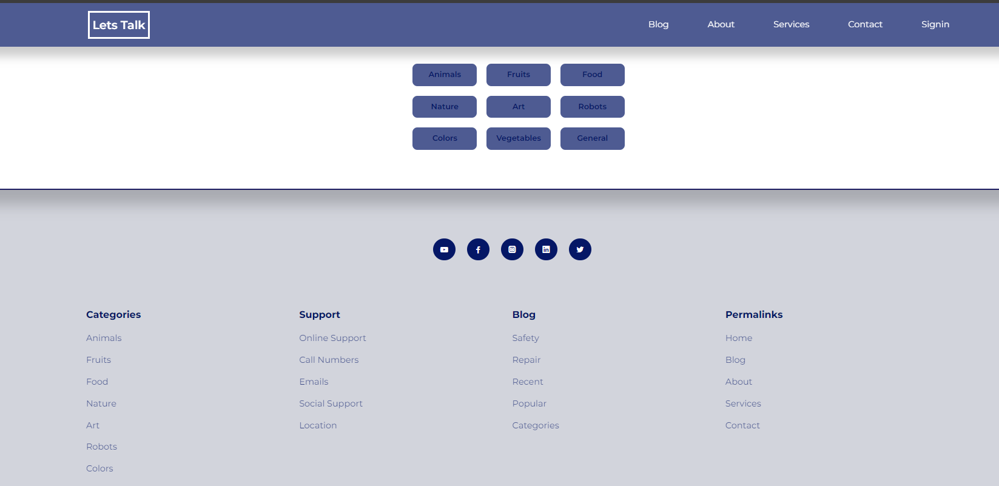 Lets Talk
Blog About Services Contact Signin
Animals Fruits Food
Nature Art Robots
Colors Vegetables General
Categories
Animals
Fruits
Food
Nature
Art
Robots
Colors
Support
Online Support
Call Numbers
Emails
Social Support
Location
Blog
Safety
Repair
Recent
Popular
Categories
Permalinks
Home
Blog
About
Services
Contact